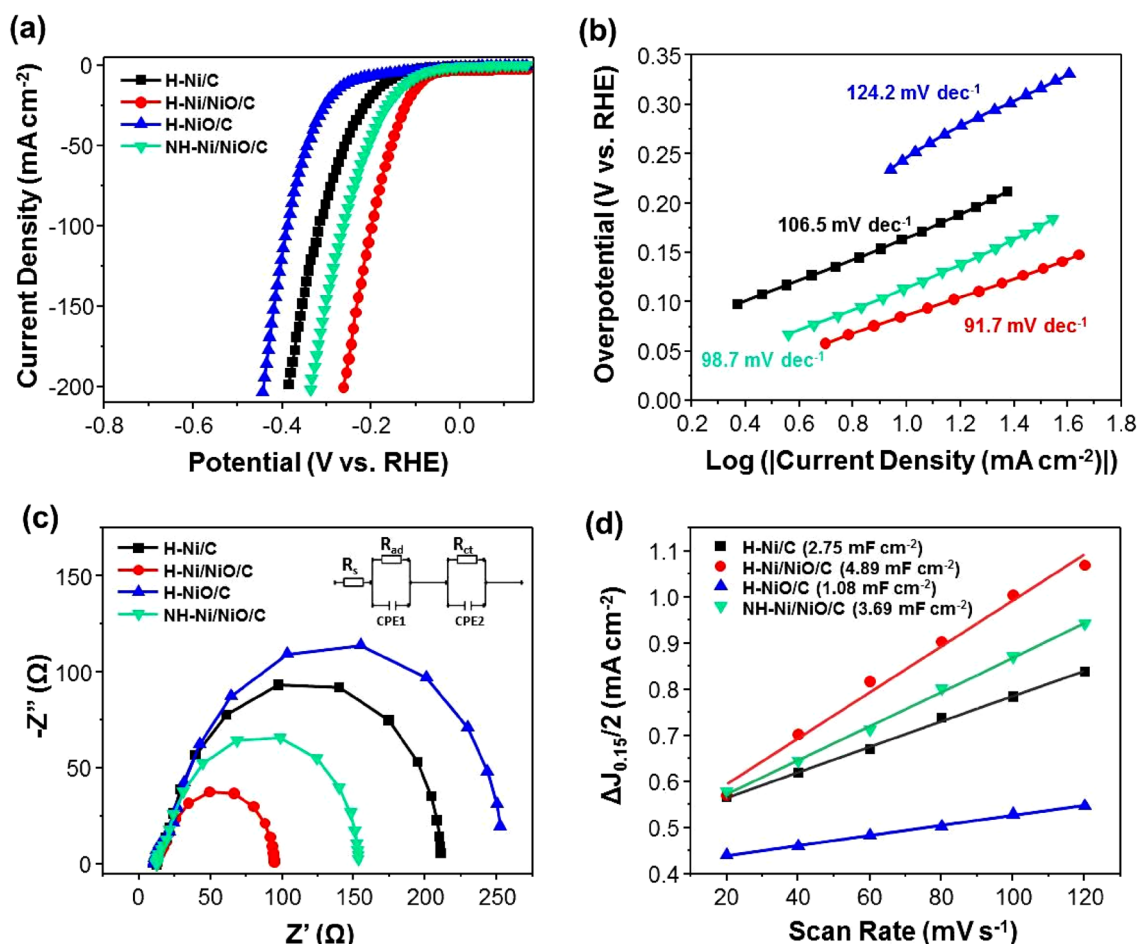 (a)
H-Ni/C
H-Ni/NiO/C
H-NiO/C
NH-Ni/NiO/C
0
-50
-100
-150
-200
Current Density (mA cm⁻²)
-0.8
-0.6
-0.4
-0.2
0.0
Potential (V vs. RHE)
(b)
0.35
0.30
0.25
0.20
0.15
0.10
0.05
0.00
Overpotential (V vs. RHE)
124.2 mV dec⁻¹
106.5 mV dec⁻¹
91.7 mV dec⁻¹
98.7 mV dec⁻¹
0.2
0.4
0.6
0.8
1.0
1.2
1.4
1.6
1.8
Log (|Current Density (mA cm⁻²)|)
(c)
H-Ni/C
H-Ni/NiO/C
H-NiO/C
NH-Ni/NiO/C
Rs
Rad
Rct
CPE1
CPE2
150
100
50
0
-Z″ (Ω)
0
50
100
150
200
250
Z' (Ω)
(d)
H-Ni/C (2.75 mF cm⁻²)
H-Ni/NiO/C (4.89 mF cm⁻²)
H-NiO/C (1.08 mF cm⁻²)
NH-Ni/NiO/C (3.69 mF cm⁻²)
1.1
1.0
0.9
0.8
0.7
0.6
0.5
0.4
ΔJ0.15/2 (mA cm⁻²)
20
40
60
80
100
120
Scan Rate (mV s⁻¹)